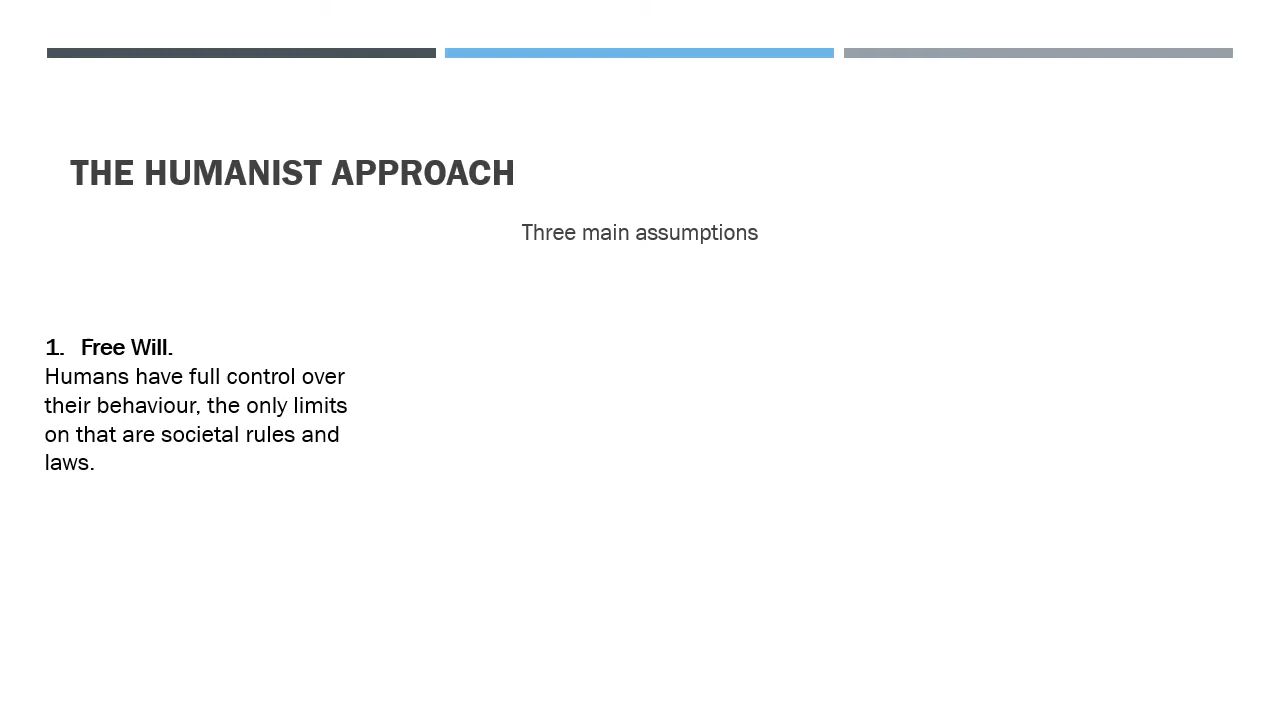 THE HUMANIST APPROACH
Three main assumptions
1. Free Will.
Humans have full control over
their behaviour, the only limits
on that are societal rules and
laws.